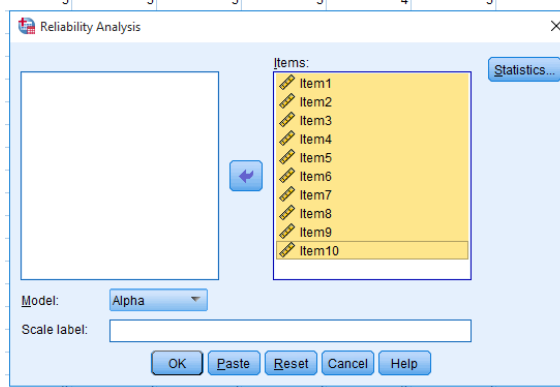 Reliability Analysis
Items:
Item1
Item2
Item3
Item4
Item5
Item6
Item7
Item8
Item9
Item10
Statistics...
Model:
Alpha
Scale label:
OK
Paste
Reset
Cancel
Help